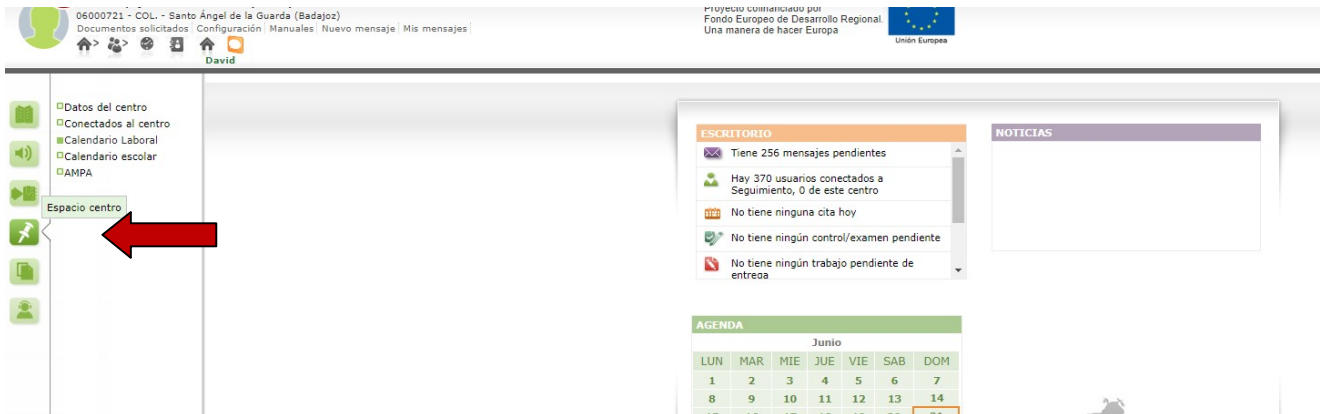 Proyecto cofinanciado por
06000721 - COL. - Santo Ángel de la Guarda (Badajoz)
Fondo Europeo de Desarrollo Regional.
Documentos solicitados Configuración Manuales Nuevo mensaje Mis mensajes
Una manera de hacer Europa
Unión Europea
David
Datos del centro
Conectados al centro
Calendario Laboral
Calendario escolar
AMPA
Espacio centro
ESCRITORIO
Tiene 256 mensajes pendientes
Hay 370 usuarios conectados a
Seguimiento, 0 de este centro
No tiene ninguna cita hoy
No tiene ningún control/examen pendiente
No tiene ningún trabajo pendiente de
entrega
NOTICIAS
AGENDA
Junio
LUN MAR MIE JUE VIE SAB DOM
1 2 3 4 5 6 7
8 9 10 11 12 13 14